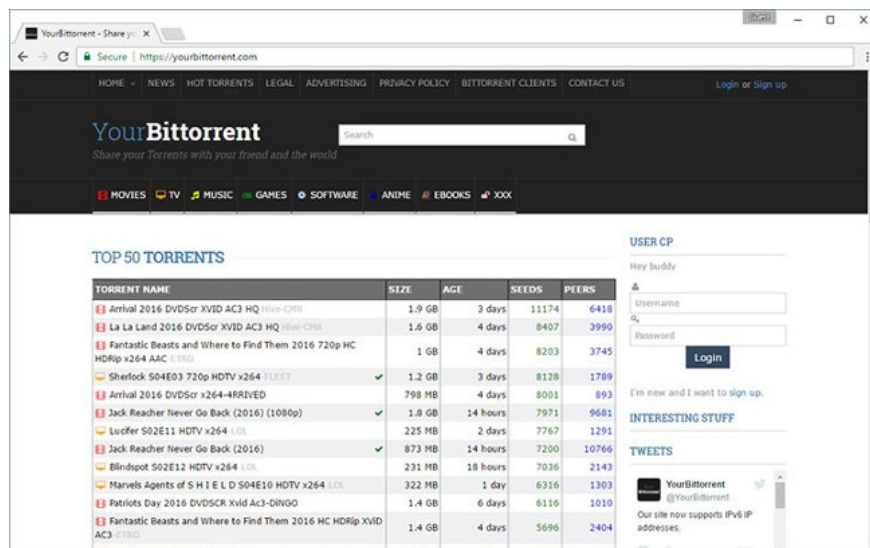 Guest
YourBittorrent - Share yo
Secure | https://yourbittorrent.com
HOME NEWS HOT TORRENTS LEGAL ADVERTISING PRIVACY POLICY BITTORRENT CLIENTS CONTACT US Login or Sign up
YourBittorrent
Search
Share your Torrents with your friend and the world.
MOVIES TV MUSIC GAMES SOFTWARE ANIME EBOOKS XXX
TOP 50 TORRENTS
TORRENT NAME SIZE AGE SEEDS PEERS
Arrival 2016 DVDScr XVID AC3 HQ Hive-CM8 1.9 GB 3 days 11174 6418
La La Land 2016 DVDScr XVID AC3 HQ Hive-CM8 1.6 GB 4 days 8407 3990
Fantastic Beasts and Where to Find Them 2016 720p HC
HDRip x264 AAC-ETRG 1 GB 4 days 8203 3745
Sherlock S04E03 720p HDTV x264-FLEET 1.2 GB 3 days 8128 1789
Arrival 2016 DVDScr x264-4RRIVED 798 MB 4 days 8001 893
Jack Reacher Never Go Back (2016) (1080p) 1.8 GB 14 hours 7971 9681
Lucifer S02E11 HDTV x264-LOL 225 MB 2 days 7767 1291
Jack Reacher Never Go Back (2016) 873 MB 14 hours 7200 10766
Blindspot S02E12 HDTV x264-LOL 231 MB 18 hours 7036 2143
Marvels Agents of S H I E L D S04E10 HDTV x264-LOL 322 MB 1 day 6316 1303
Patriots Day 2016 DVDSCR Xvid Ac3-DiNGO 1.4 GB 6 days 6116 1010
Fantastic Beasts and Where to Find Them 2016 HC HDRip XViD
AC3-ETRG 1.4 GB 4 days 5696 2404
USER CP
Hey buddy
Username
Password
Login
I'm new and I want to sign up.
INTERESTING STUFF
TWEETS
YourBittorrent
@YourBittorrent
Our site now supports IPv6 IP
addresses.